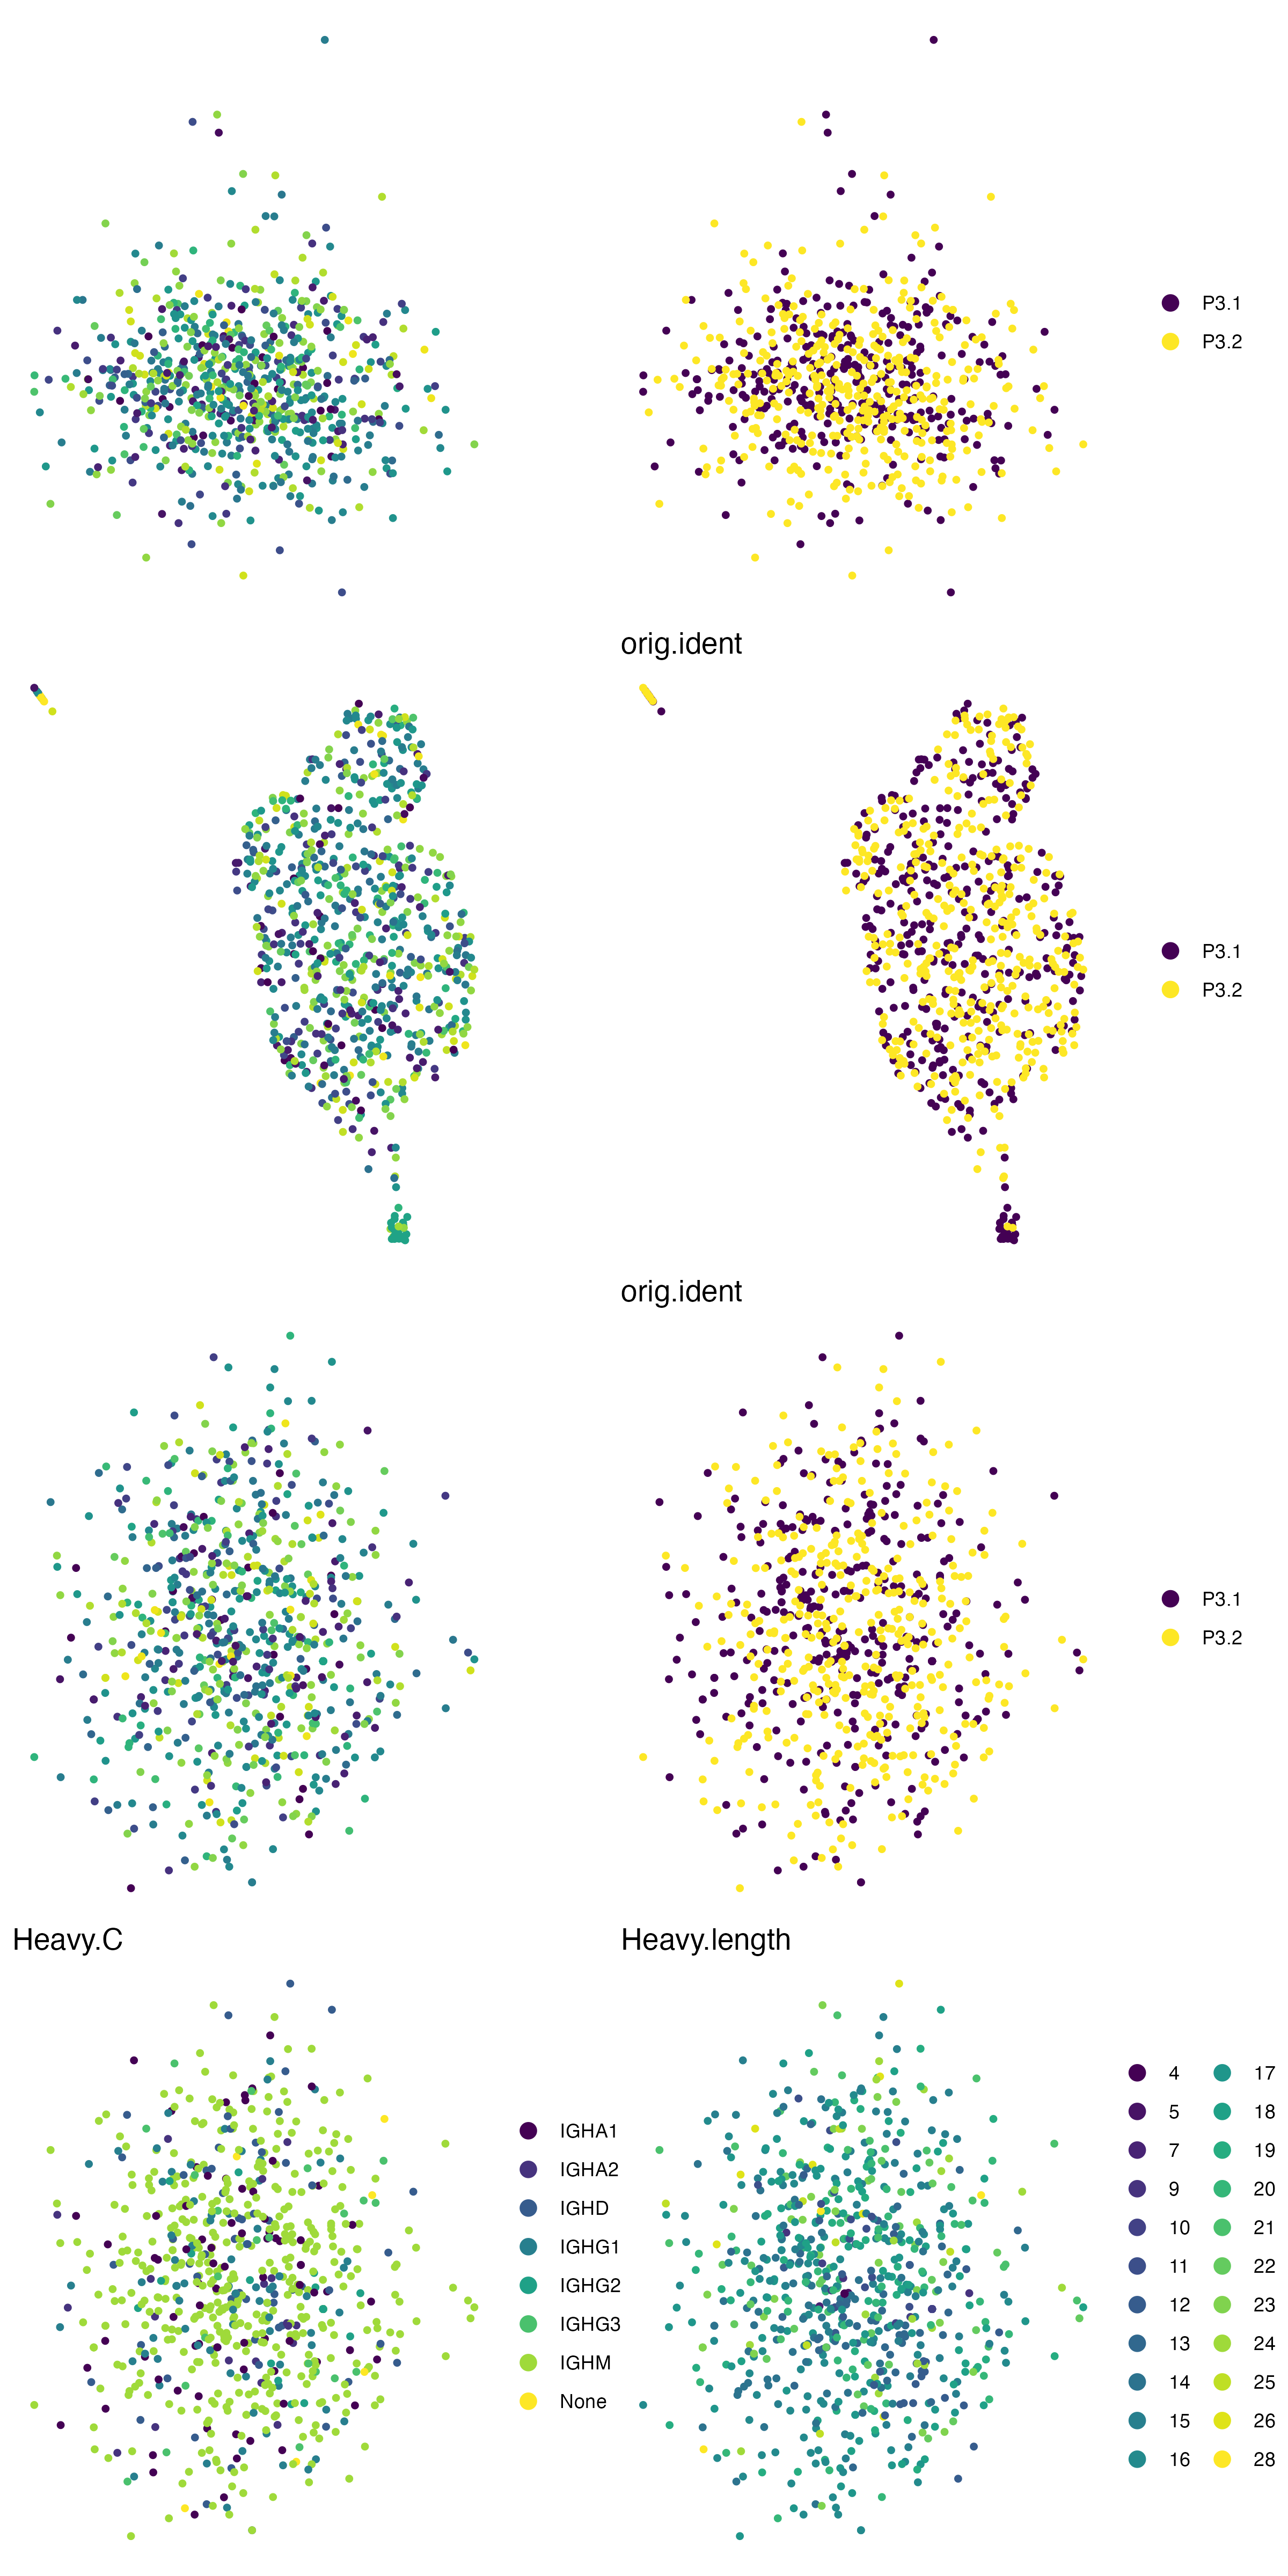 P3.1
P3.2
orig.ident
P3.1
P3.2
orig.ident
P3.1
P3.2
Heavy.C
IGHA1
IGHA2
IGHD
IGHG1
IGHG2
IGHG3
IGHM
None
Heavy.length
4 17
5 18
7 19
9 20
10 21
11 22
12 23
13 24
14 25
15 26
16 28